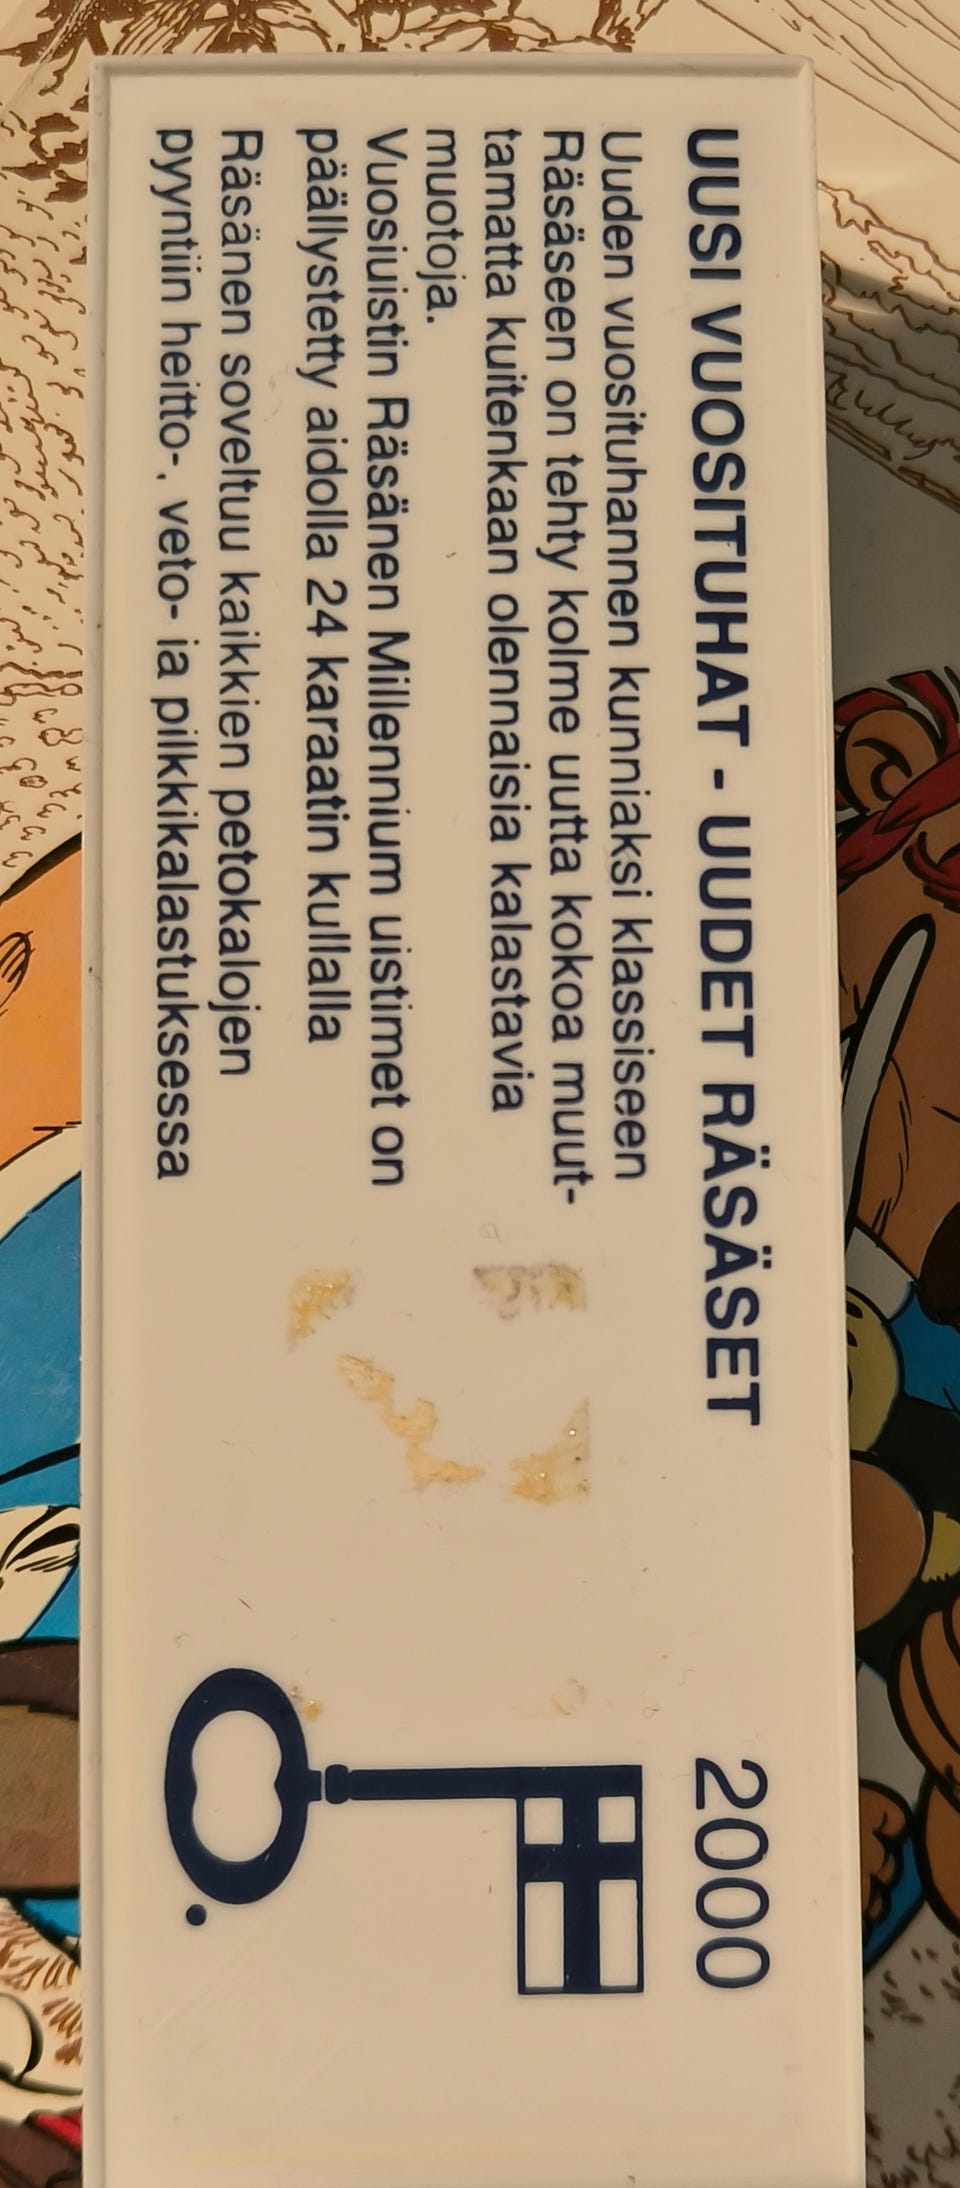 UUSI VUOSITUHAT - UUDET RÄSÄSET 2000
Uuden vuosituhannen kunniaksi klassiseen
Räsäseen on tehty kolme uutta kokoa muut-
tamatta kuitenkaan olennaisia kalastavia
muotoja.
Vuosiuistin Räsänen Millennium uistimet on
päällystetty aidolla 24 karaatin kullalla
Räsänen soveltuu kaikkien petokalojen
pyyntiin heitto-, veto- ja pilkkikalastuksessa